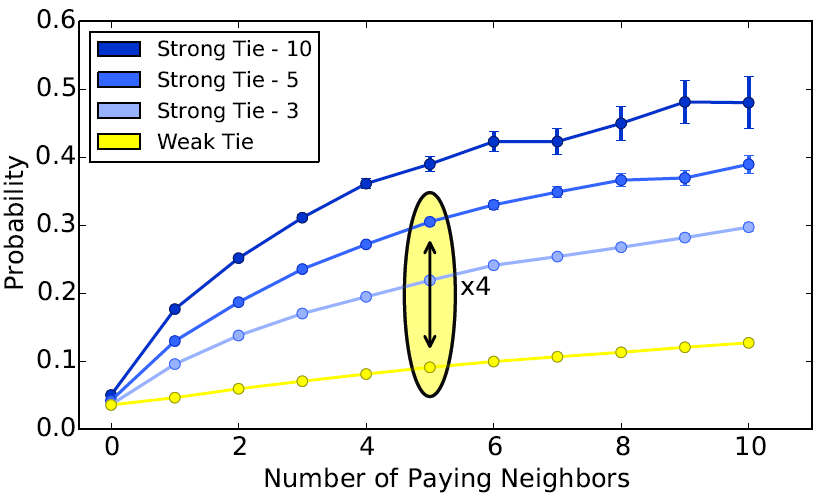 0.6
0.5
0.4
0.3
0.2
0.1
0.0
Probability
Strong Tie - 10
Strong Tie - 5
Strong Tie - 3
Weak Tie
x4
0 2 4 6 8 10
Number of Paying Neighbors